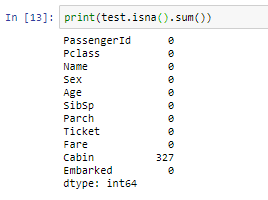 In [13]: print(test.isna().sum())
PassengerId 0
Pclass 0
Name 0
Sex 0
Age 0
SibSp 0
Parch 0
Ticket 0
Fare 0
Cabin 327
Embarked 0
dtype: int64